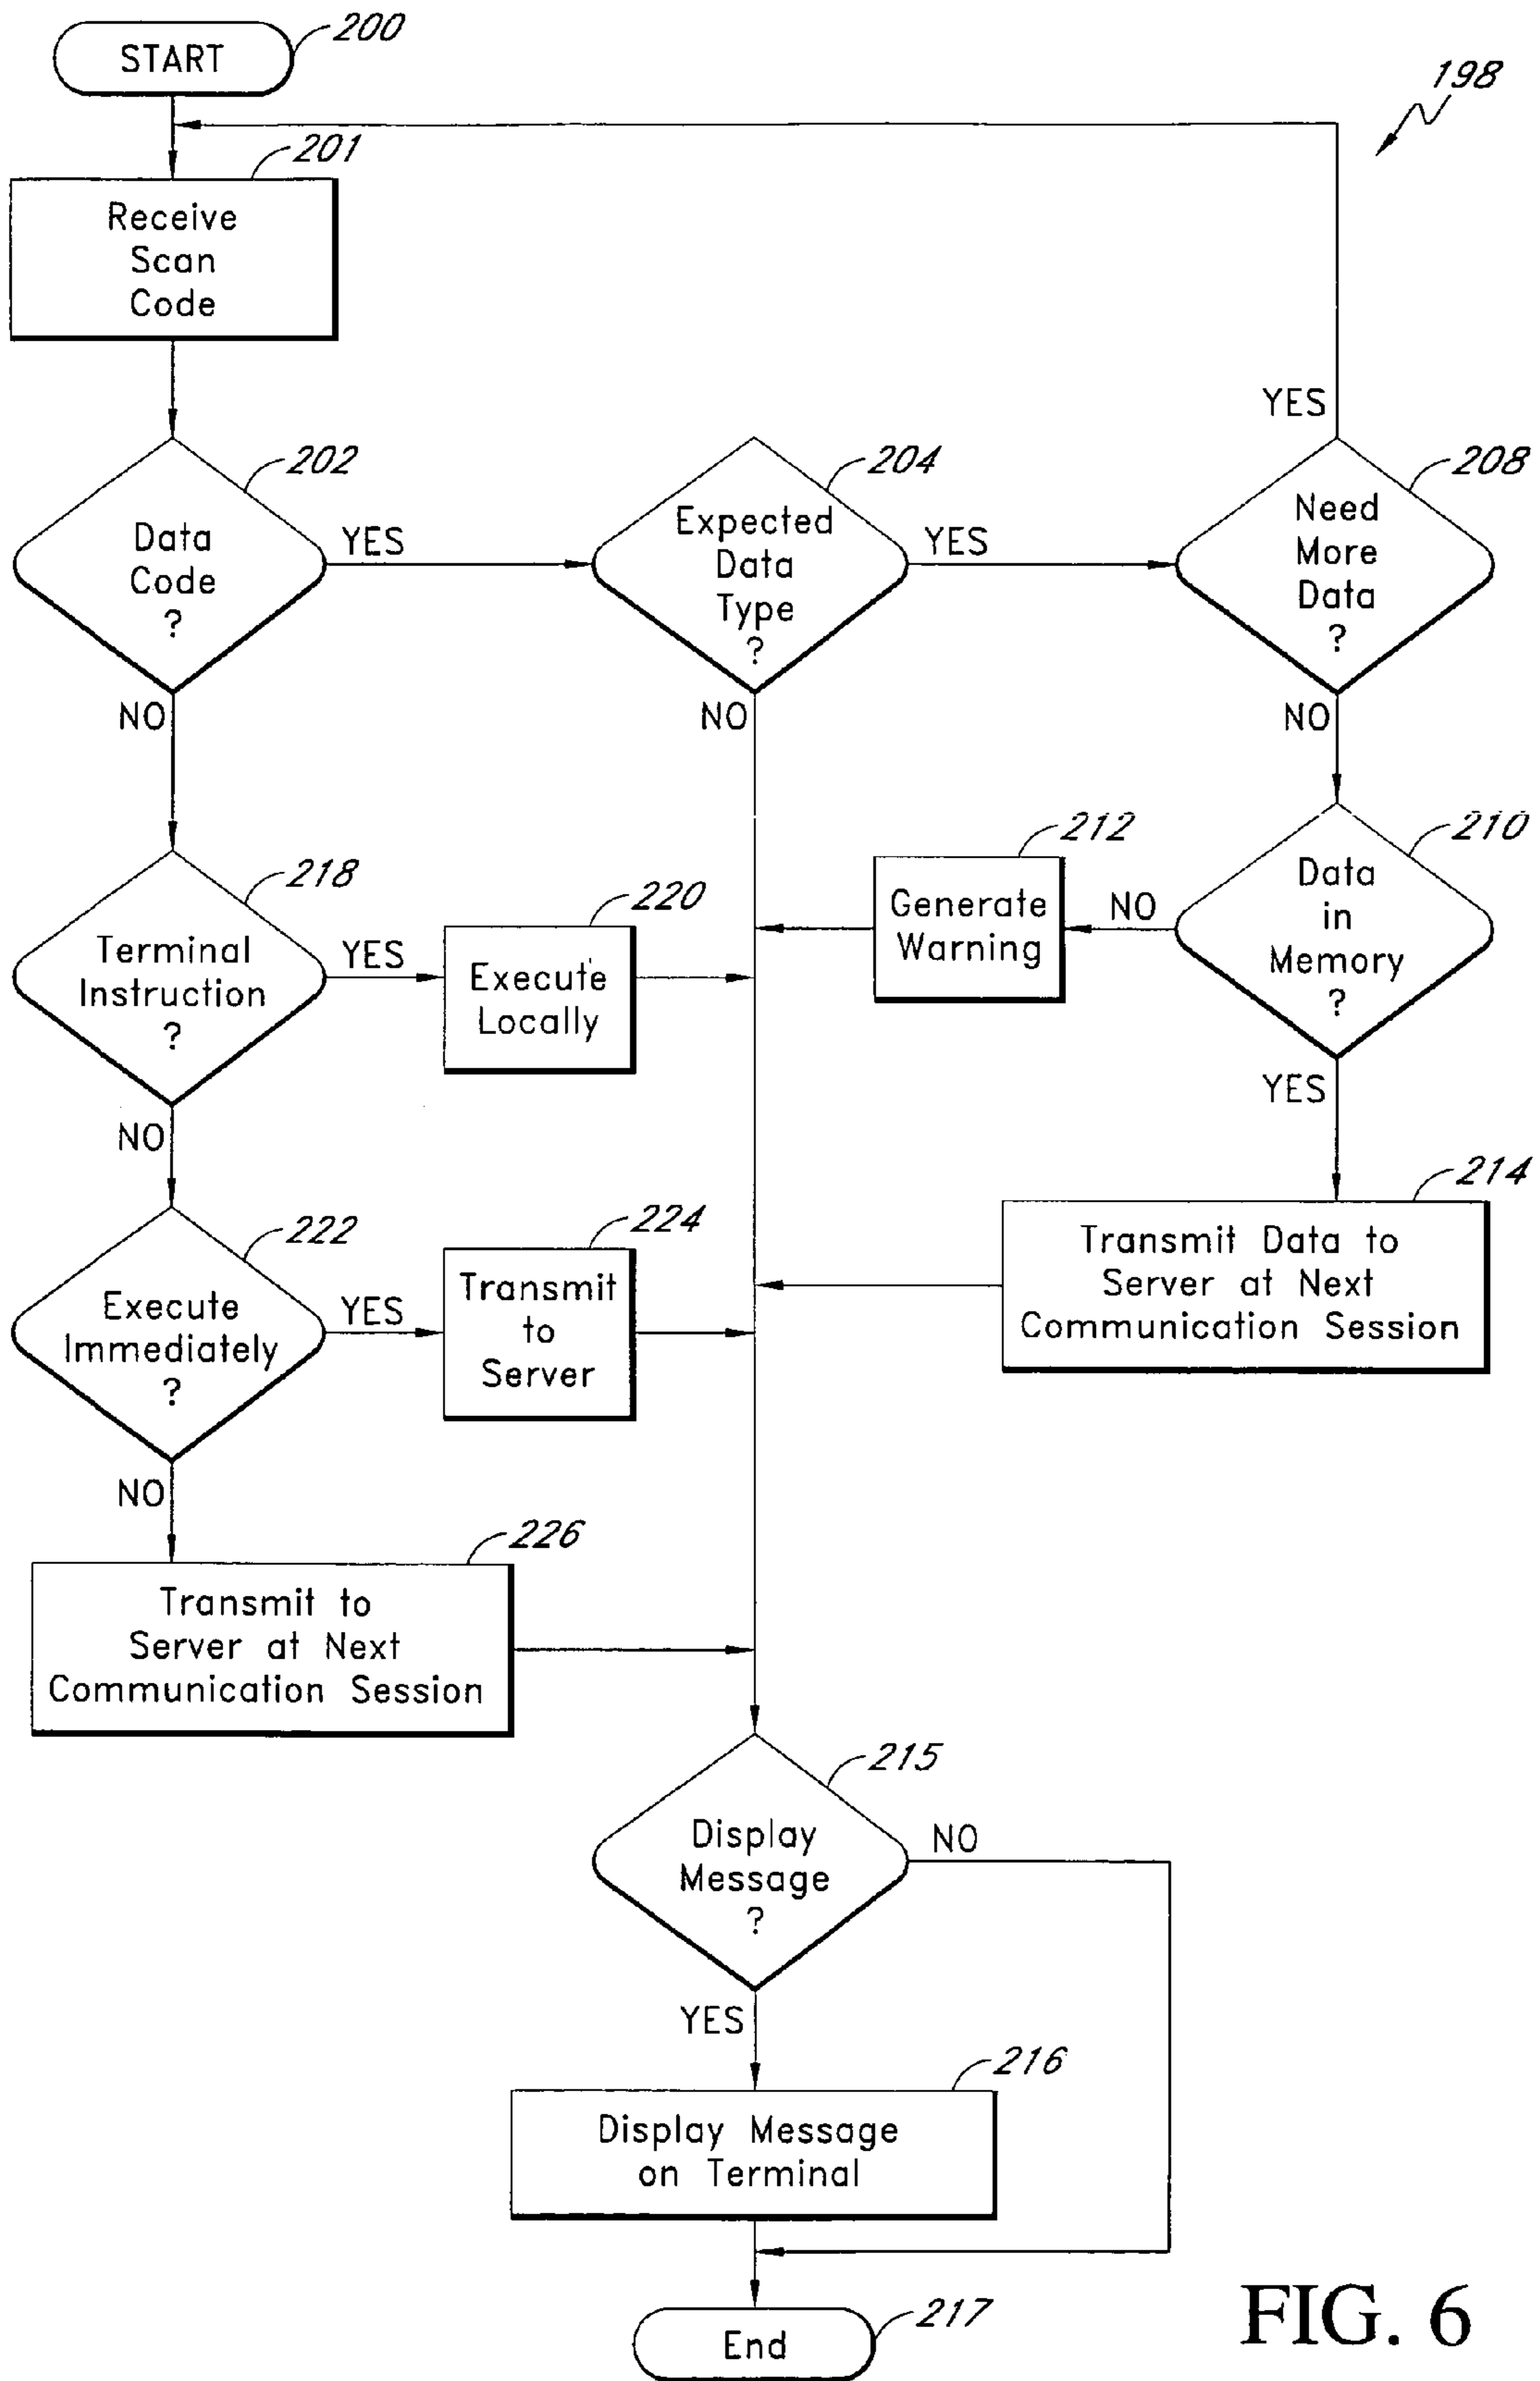 START
200
198
201
Receive
Scan
Code
YES
202
204
208
Data
Code
?
YES
Expected
Data
Type
?
YES
Need
More
Data
?
NO
NO
NO
218
220
212
210
Terminal
Instruction
?
YES
Execute
Locally
Generate
Warning
NO
Data
in
Memory
?
NO
YES
222
224
214
Execute
Immediately
?
YES
Transmit
to
Server
Transmit Data to
Server at Next
Communication Session
NO
226
Transmit to
Server at Next
Communication Session
215
Display
Message
?
NO
YES
216
Display Message
on Terminal
217
End
FIG. 6